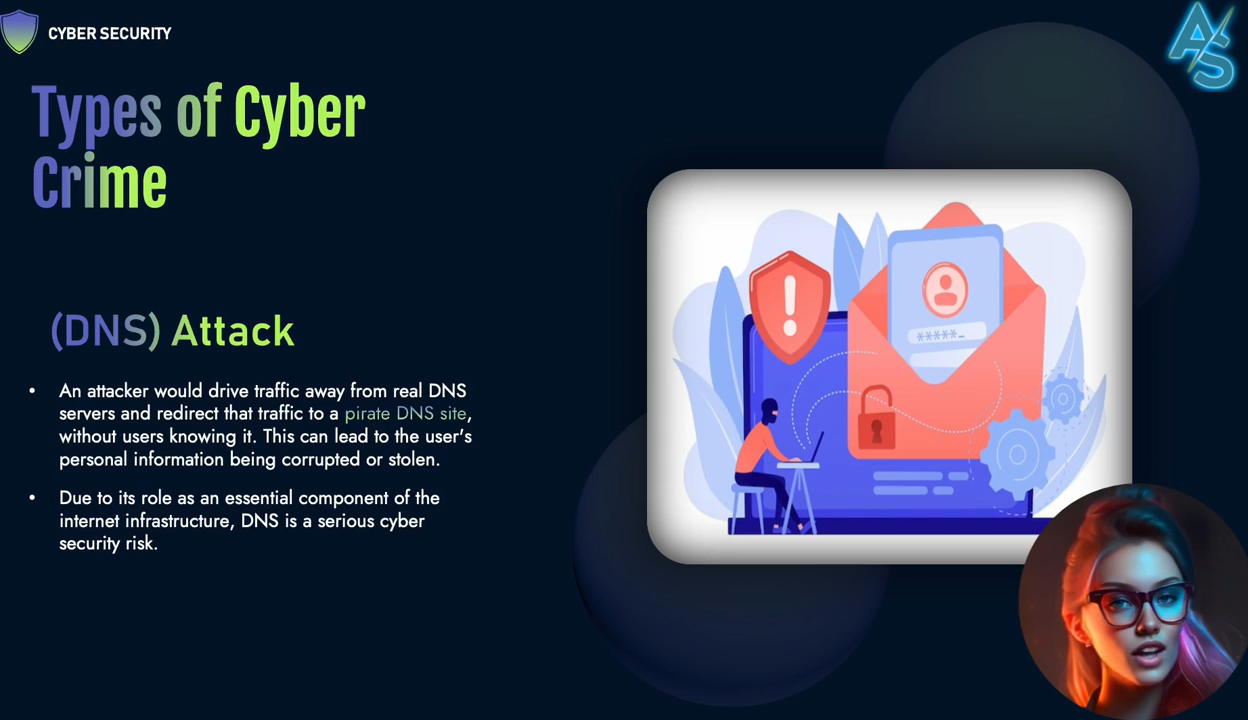 CYBER SECURITY
AS
Types of Cyber
Crime
(DNS) Attack
• An attacker would drive traffic away from real DNS
servers and redirect that traffic to a pirate DNS site,
without users knowing it. This can lead to the user's
personal information being corrupted or stolen.
• Due to its role as an essential component of the
internet infrastructure, DNS is a serious cyber
security risk.
!
*****_